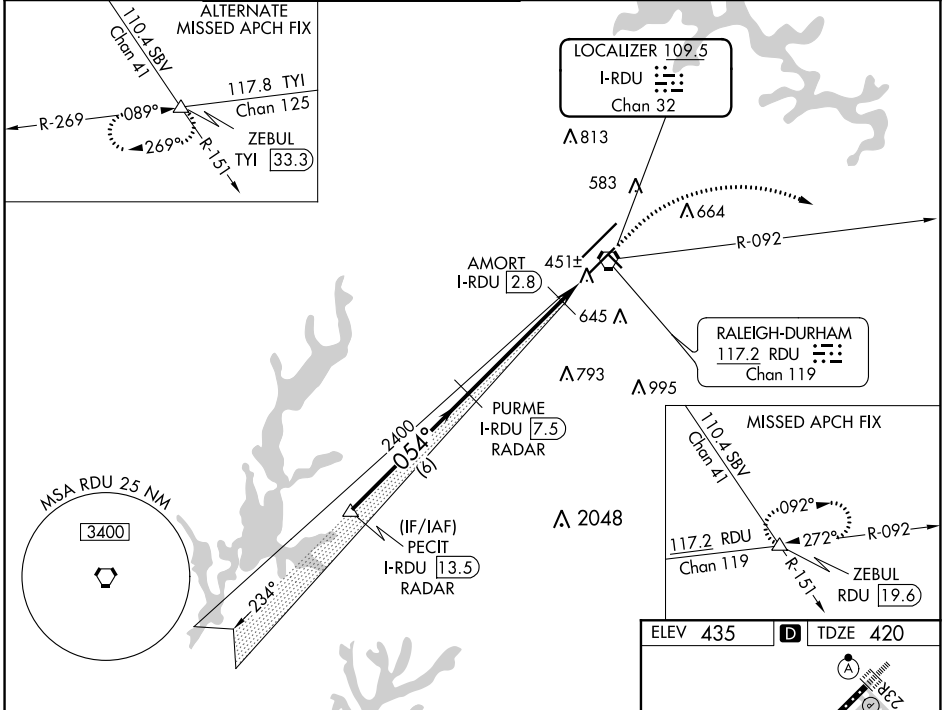 ALTERNATE
MISSED APCH FIX
110.4 SBV
Chan 41
117.8 TYI
Chan 125
R-269
089°
269°
R-151
ZEBUL
TYI 33.3
LOCALIZER 109.5
I-RDU
Chan 32
813
583
664
R-092
AMORT
I-RDU 2.8
451±
645
RALEIGH-DURHAM
117.2 RDU
Chan 119
793
995
PURME
I-RDU 7.5
RADAR
2400
054°
(6)
MSA RDU 25 NM
3400
(IF/IAF)
PECIT
I-RDU 13.5
RADAR
2048
234°
MISSED APCH FIX
110.4 SBV
Chan 41
092°
272°
R-092
117.2 RDU
Chan 119
R-151
ZEBUL
RDU 19.6
ELEV 435
D
TDZE 420
A
23R
P